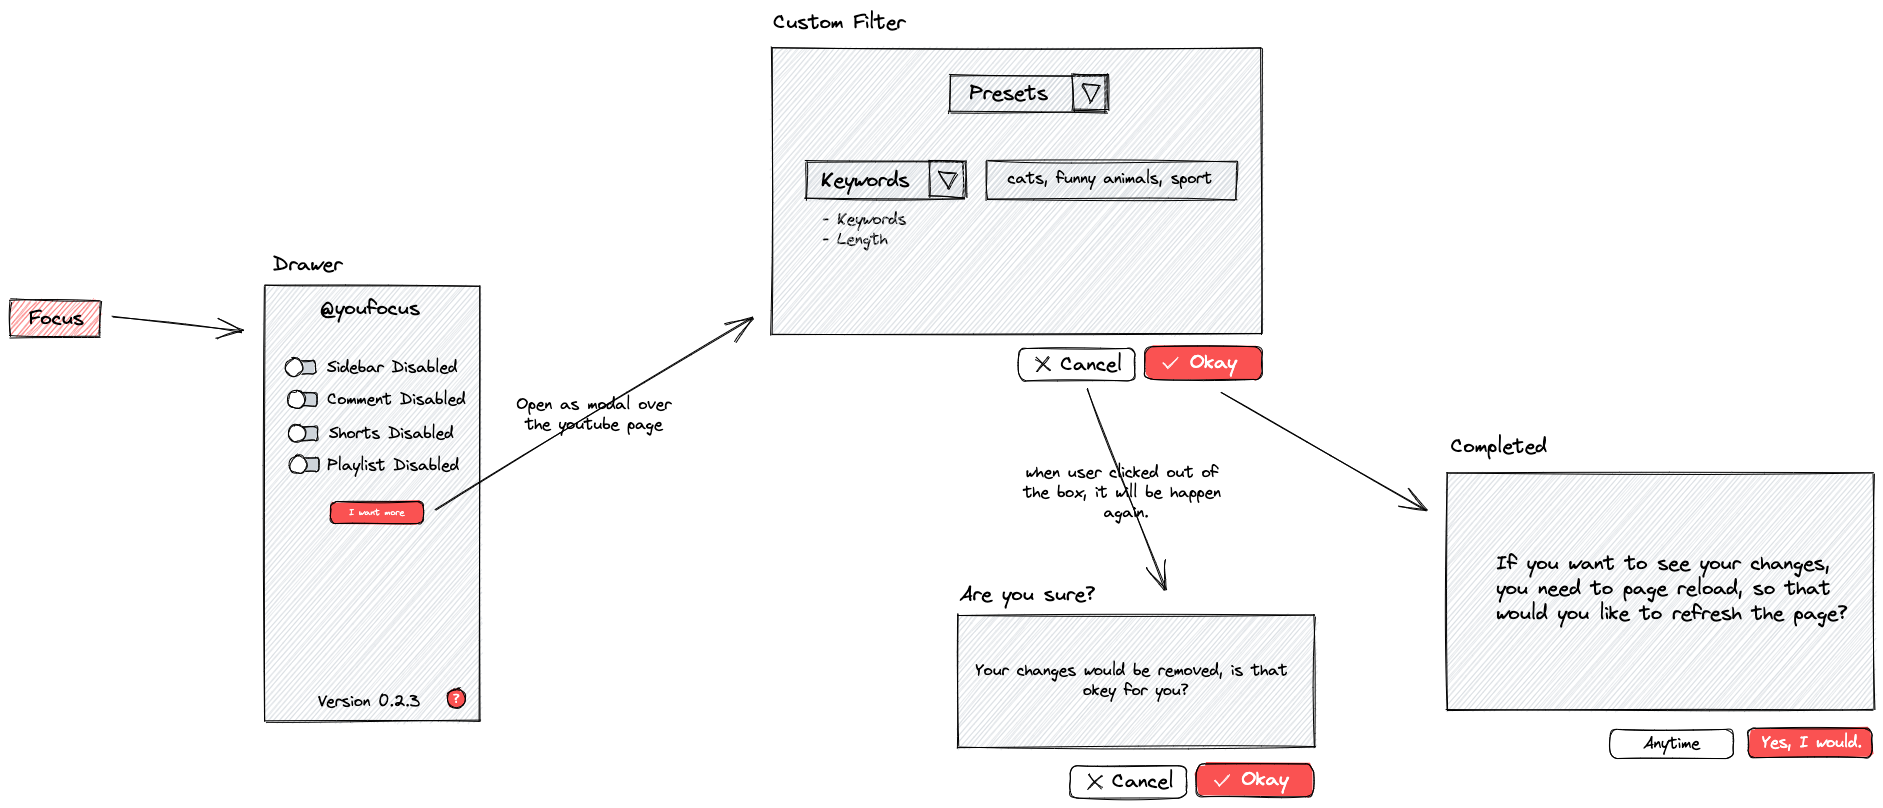 Custom Filter
Presets
Keywords
cats, funny animals, sport
- Keywords
- Length
Cancel
Okay
Focus
Drawer
@youfocus
Sidebar Disabled
Comment Disabled
Shorts Disabled
Playlist Disabled
I want more
Version 0.2.3
?
Open as modal over
the youtube page
when user clicked out of
the box, it will be happen
again.
Are you sure?
Your changes would be removed, is that
okey for you?
Cancel
Okay
Completed
If you want to see your changes,
you need to page reload, so that
would you like to refresh the page?
Anytime
Yes, I would.